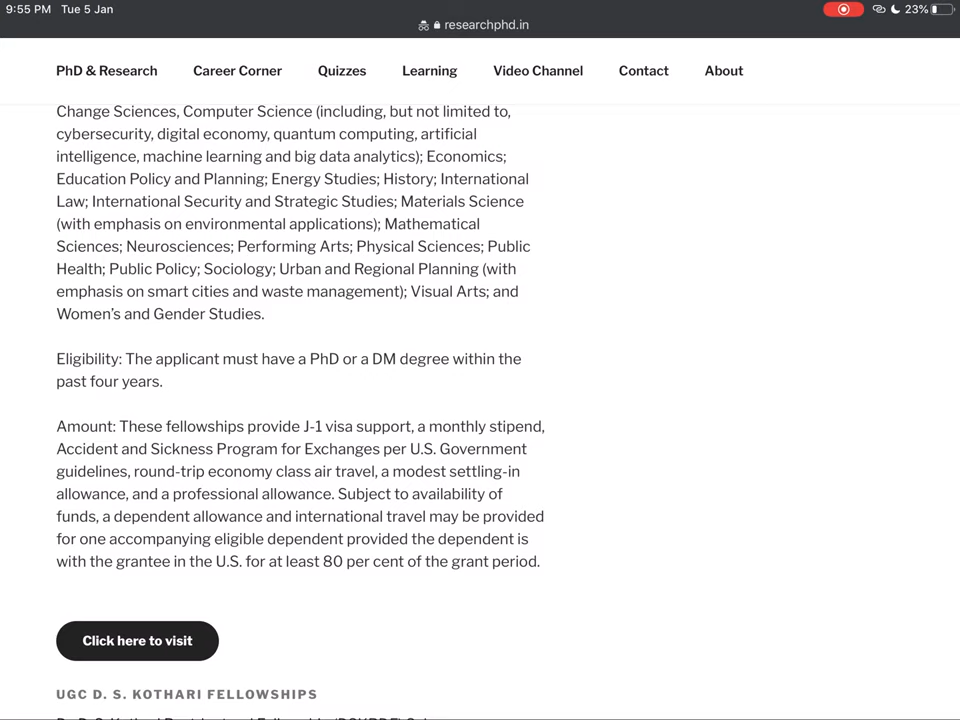 9:55 PM Tue 5 Jan
23%
researchphd.in
PhD & Research Career Corner Quizzes Learning Video Channel Contact About
Change Sciences, Computer Science (including, but not limited to,
cybersecurity, digital economy, quantum computing, artificial
intelligence, machine learning and big data analytics); Economics;
Education Policy and Planning; Energy Studies; History; International
Law; International Security and Strategic Studies; Materials Science
(with emphasis on environmental applications); Mathematical
Sciences; Neurosciences; Performing Arts; Physical Sciences; Public
Health; Public Policy; Sociology; Urban and Regional Planning (with
emphasis on smart cities and waste management); Visual Arts; and
Women’s and Gender Studies.
Eligibility: The applicant must have a PhD or a DM degree within the
past four years.
Amount: These fellowships provide J-1 visa support, a monthly stipend,
Accident and Sickness Program for Exchanges per U.S. Government
guidelines, round-trip economy class air travel, a modest settling-in
allowance, and a professional allowance. Subject to availability of
funds, a dependent allowance and international travel may be provided
for one accompanying eligible dependent provided the dependent is
with the grantee in the U.S. for at least 80 per cent of the grant period.
Click here to visit
UGC D. S. KOTHARI FELLOWSHIPS